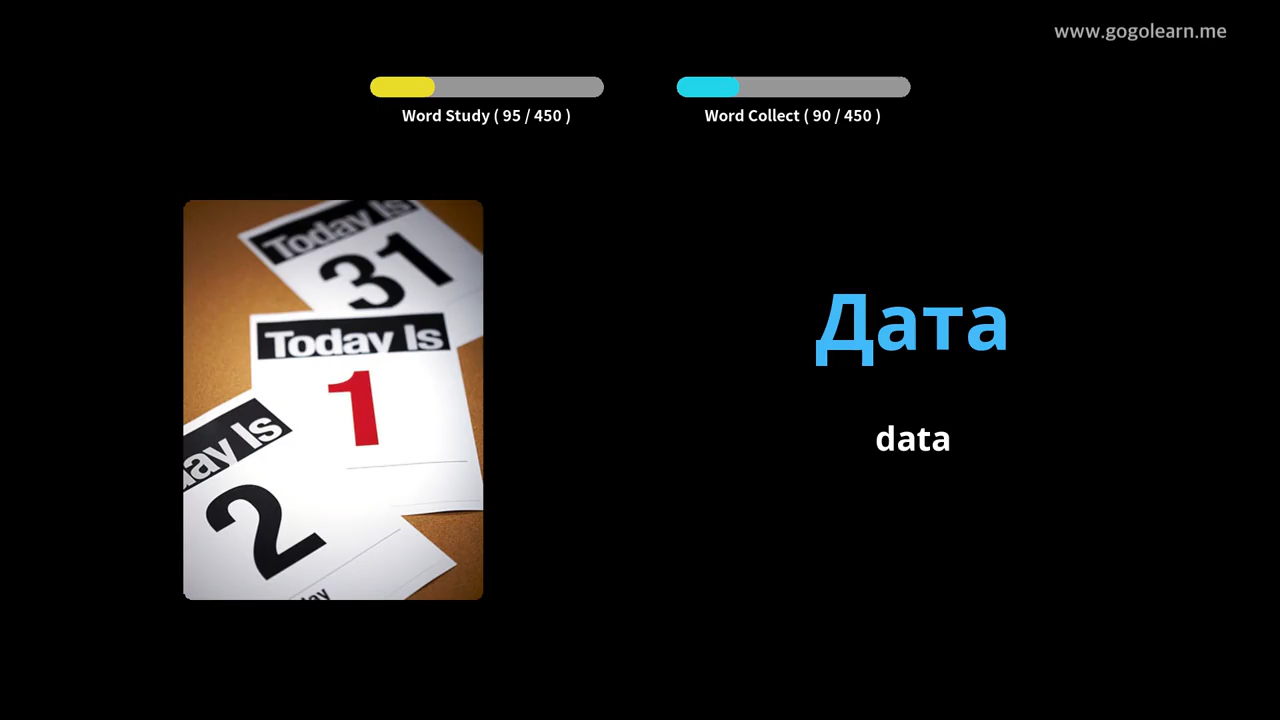 www.gogolearn.me
Word Study ( 95 / 450 )
Word Collect ( 90 / 450 )
Today Is
31
Today Is
1
ay Is
2
Дата
data